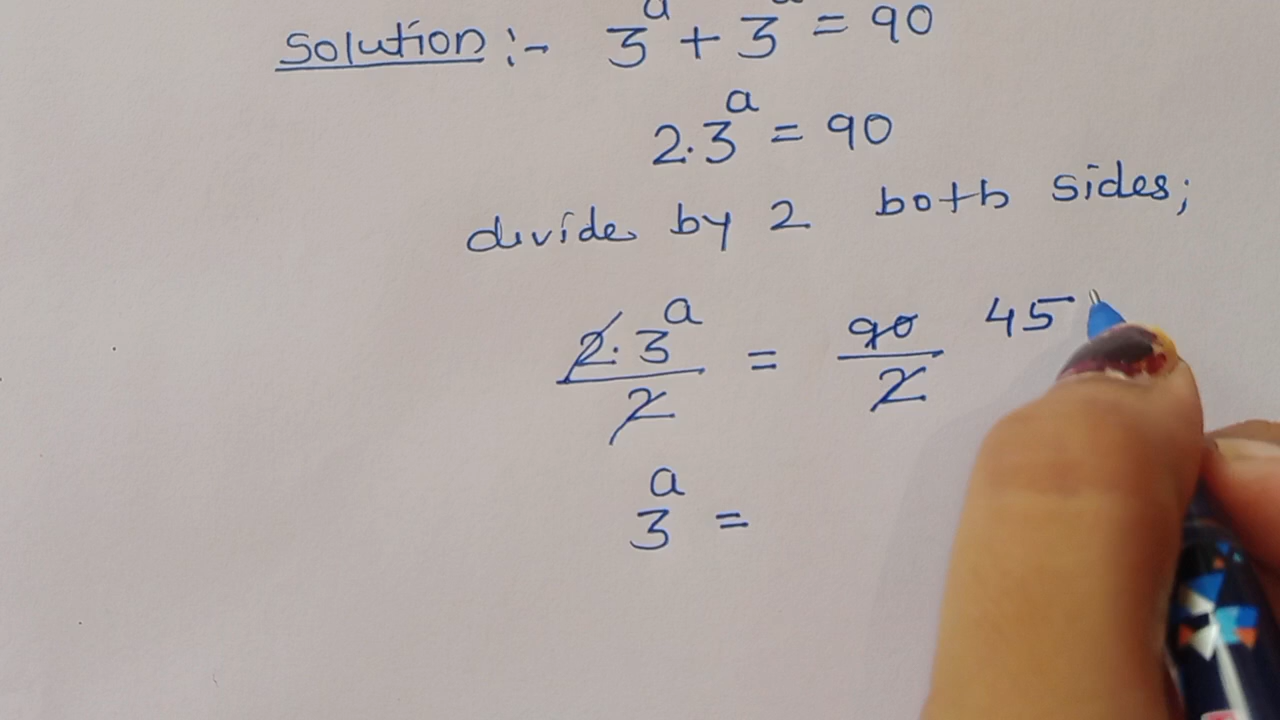 Solution :- 3^a + 3^a = 90
2.3^a = 90
divide by 2 both sides;
2.3^a / 2 = 90 / 2 45
3^a =